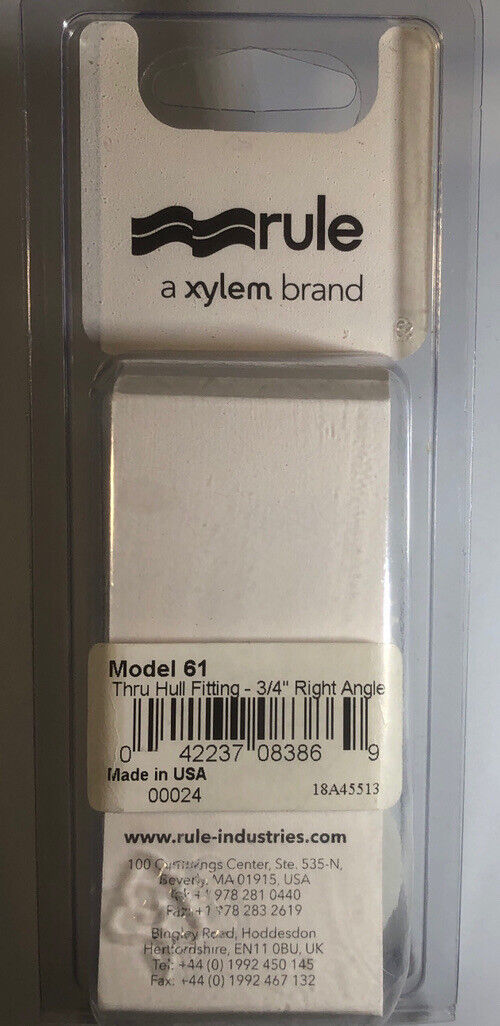 rule
a xylem brand
Model 61
Thru Hull Fitting - 3/4" Right Angle
0 42237 08386 9
Made in USA
00024 18A45513
www.rule-industries.com
100 Cummings Center, Ste. 535-N,
Beverly, MA 01915, USA
Tel: +1 978 281 0440
Fax: +1 978 283 2619
Bingley Road, Hoddesdon
Hertfordshire, EN11 0BU, UK
Tel: +44 (0) 1992 450 145
Fax: +44 (0) 1992 467 132